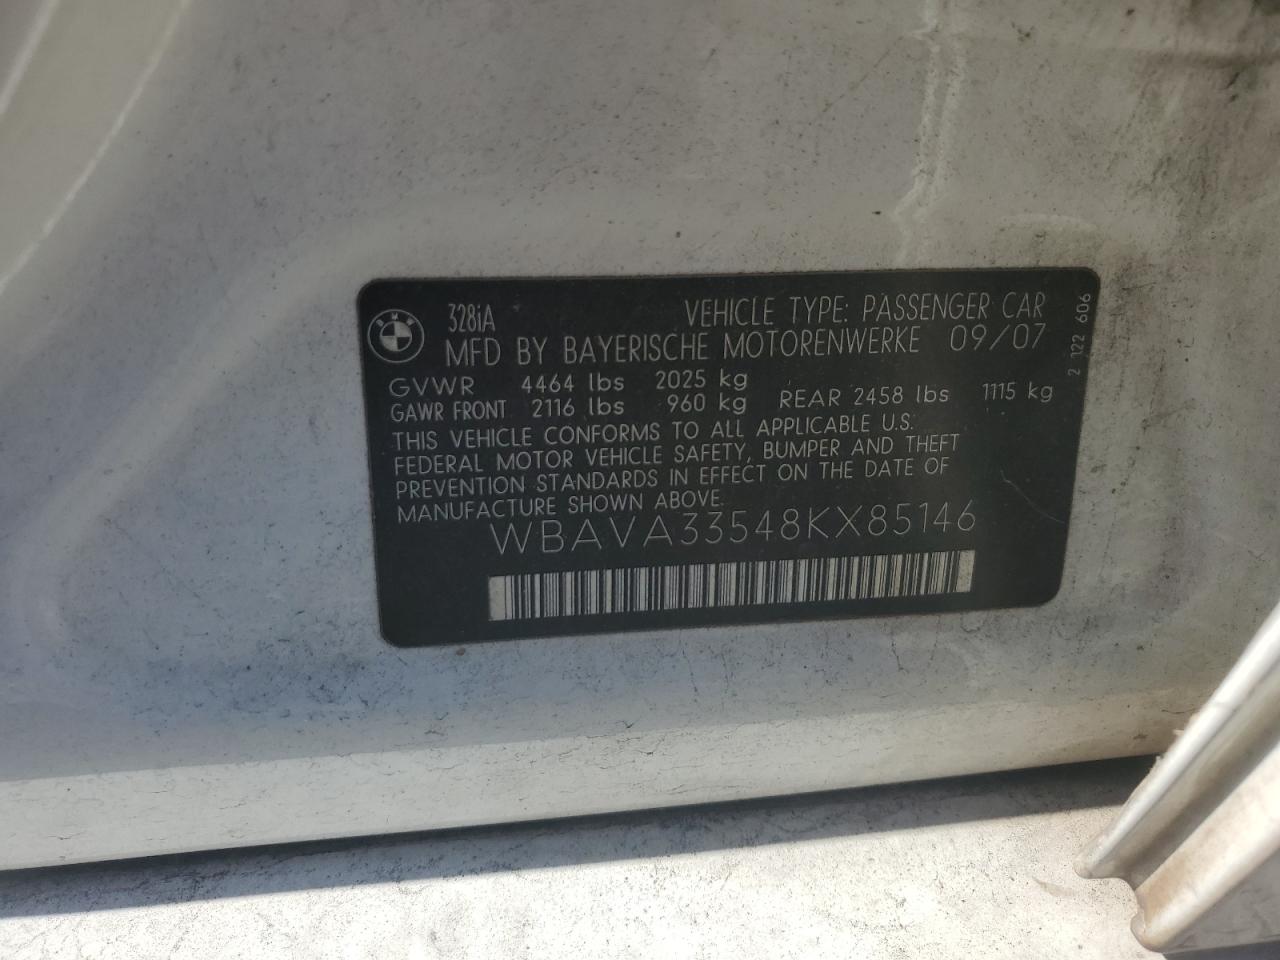 328iA VEHICLE TYPE: PASSENGER CAR
MFD BY BAYERISCHE MOTORENWERKE 09/07
GVWR 4464 lbs 2025 kg
GAWR FRONT 2116 lbs 960 kg REAR 2458 lbs 1115 kg
THIS VEHICLE CONFORMS TO ALL APPLICABLE U.S.
FEDERAL MOTOR VEHICLE SAFETY, BUMPER AND THEFT
PREVENTION STANDARDS IN EFFECT ON THE DATE OF
MANUFACTURE SHOWN ABOVE.
WBAVA33548KX85146
2 122 606